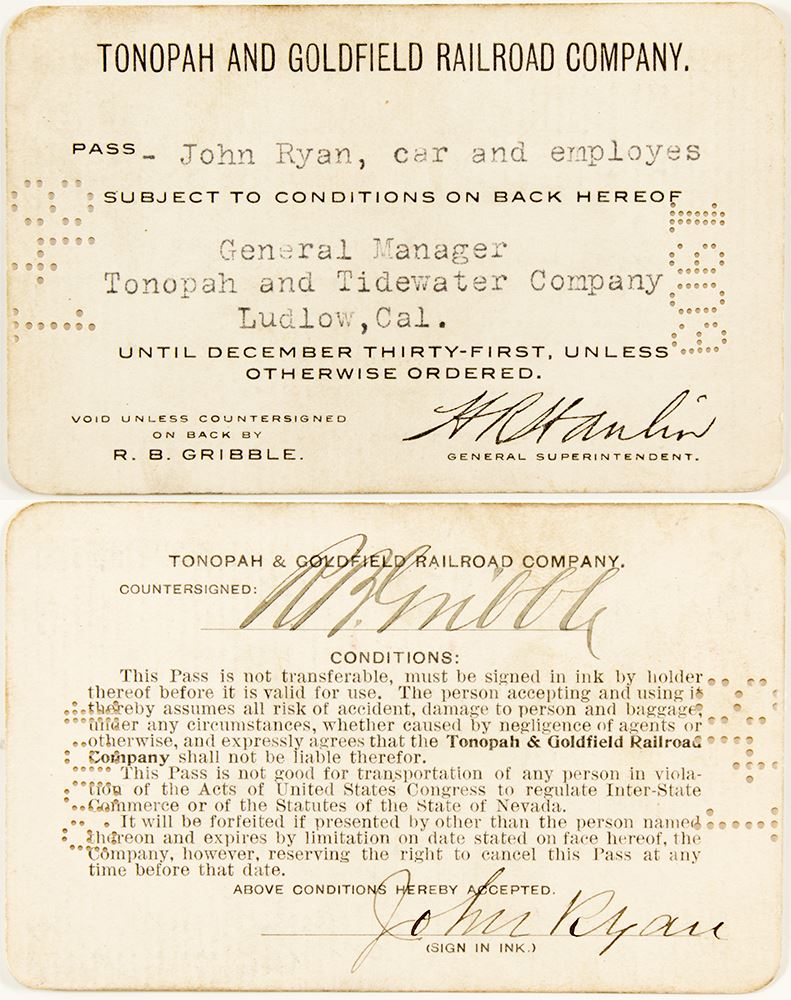 TONOPAH AND GOLDFIELD RAILROAD COMPANY.
PASS - John Ryan, car and employes
SUBJECT TO CONDITIONS ON BACK HEREOF
General Manager
Tonopah and Tidewater Company
Ludlow, Cal.
UNTIL DECEMBER THIRTY-FIRST, UNLESS
OTHERWISE ORDERED.
VOID UNLESS COUNTERSIGNED
ON BACK BY
R. B. GRIBBLE.
H R Hanlin
GENERAL SUPERINTENDENT.
TONOPAH & GOLDFIELD RAILROAD COMPANY.
COUNTERSIGNED: R. B. Gribble
CONDITIONS:
This Pass is not transferable, must be signed in ink by holder
thereof before it is valid for use. The person accepting and using it
thereby assumes all risk of accident, damage to person and baggage,
under any circumstances, whether caused by negligence of agents or
otherwise, and expressly agrees that the Tonopah & Goldfield Railroad
Company shall not be liable therefor.
This Pass is not good for transportation of any person in viola-
tion of the Acts of United States Congress to regulate Inter-State
Commerce or of the Statutes of the State of Nevada.
It will be forfeited if presented by other than the person named
thereon and expires by limitation on date stated on face hereof, the
Company, however, reserving the right to cancel this Pass at any
time before that date.
ABOVE CONDITIONS HEREBY ACCEPTED.
John Ryan
(SIGN IN INK.)